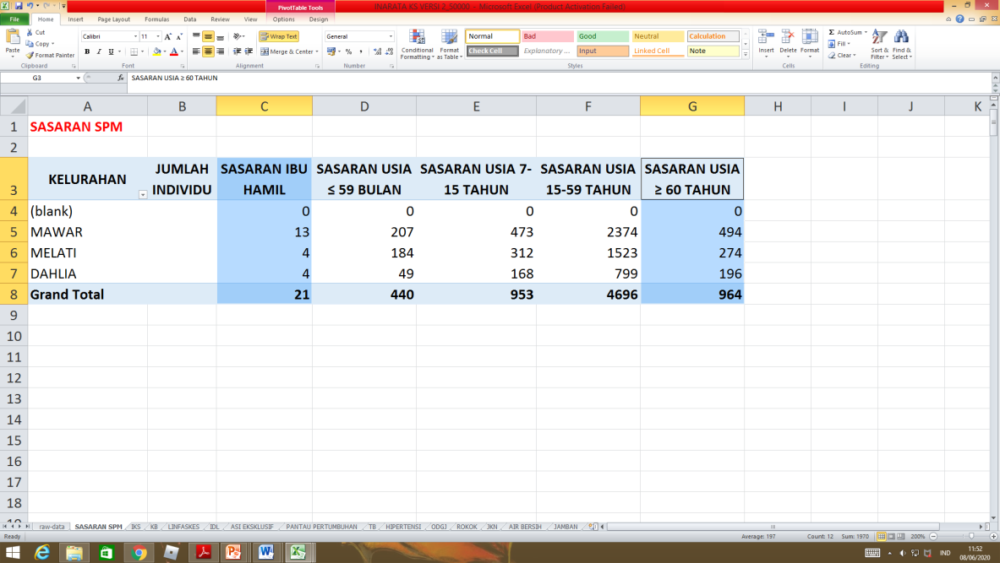 PivotTable Tools
INARATA KS VERSI 2_50000 - Microsoft Excel (Product Activation Failed)
File Home Insert Page Layout Formulas Data Review View Options Design
Paste
Cut
Copy
Format Painter
Clipboard
Calibri 11
B I U
Font
Wrap Text
Merge & Center
Alignment
General
%
Number
Conditional Formatting
Format as Table
Normal Bad Good Neutral Calculation
Check Cell Explanatory ... Input Linked Cell Note
Styles
Insert Delete Format
Cells
AutoSum
Fill
Clear
Sort & Filter
Find & Select
Editing
G3 fx SASARAN USIA ≥ 60 TAHUN
A B C D E F G H I J K
1 SASARAN SPM
2
3 KELURAHAN JUMLAH INDIVIDU SASARAN IBU HAMIL SASARAN USIA ≤ 59 BULAN SASARAN USIA 7-15 TAHUN SASARAN USIA 15-59 TAHUN SASARAN USIA ≥ 60 TAHUN
4 (blank) 0 0 0 0 0
5 MAWAR 13 207 473 2374 494
6 MELATI 4 184 312 1523 274
7 DAHLIA 4 49 168 799 196
8 Grand Total 21 440 953 4696 964
9
10
11
12
13
14
15
16
17
18
19
raw-data SASARAN SPM IKS KB LINFASKES IDL ASI EKSKLUSIF PANTAU PERTUMBUHAN TB HIPERTENSI ODGJ ROKOK JKN AIR BERSIH JAMBAN
Ready Average: 197 Count: 12 Sum: 1970 200%
IND 11:52
08/06/2020